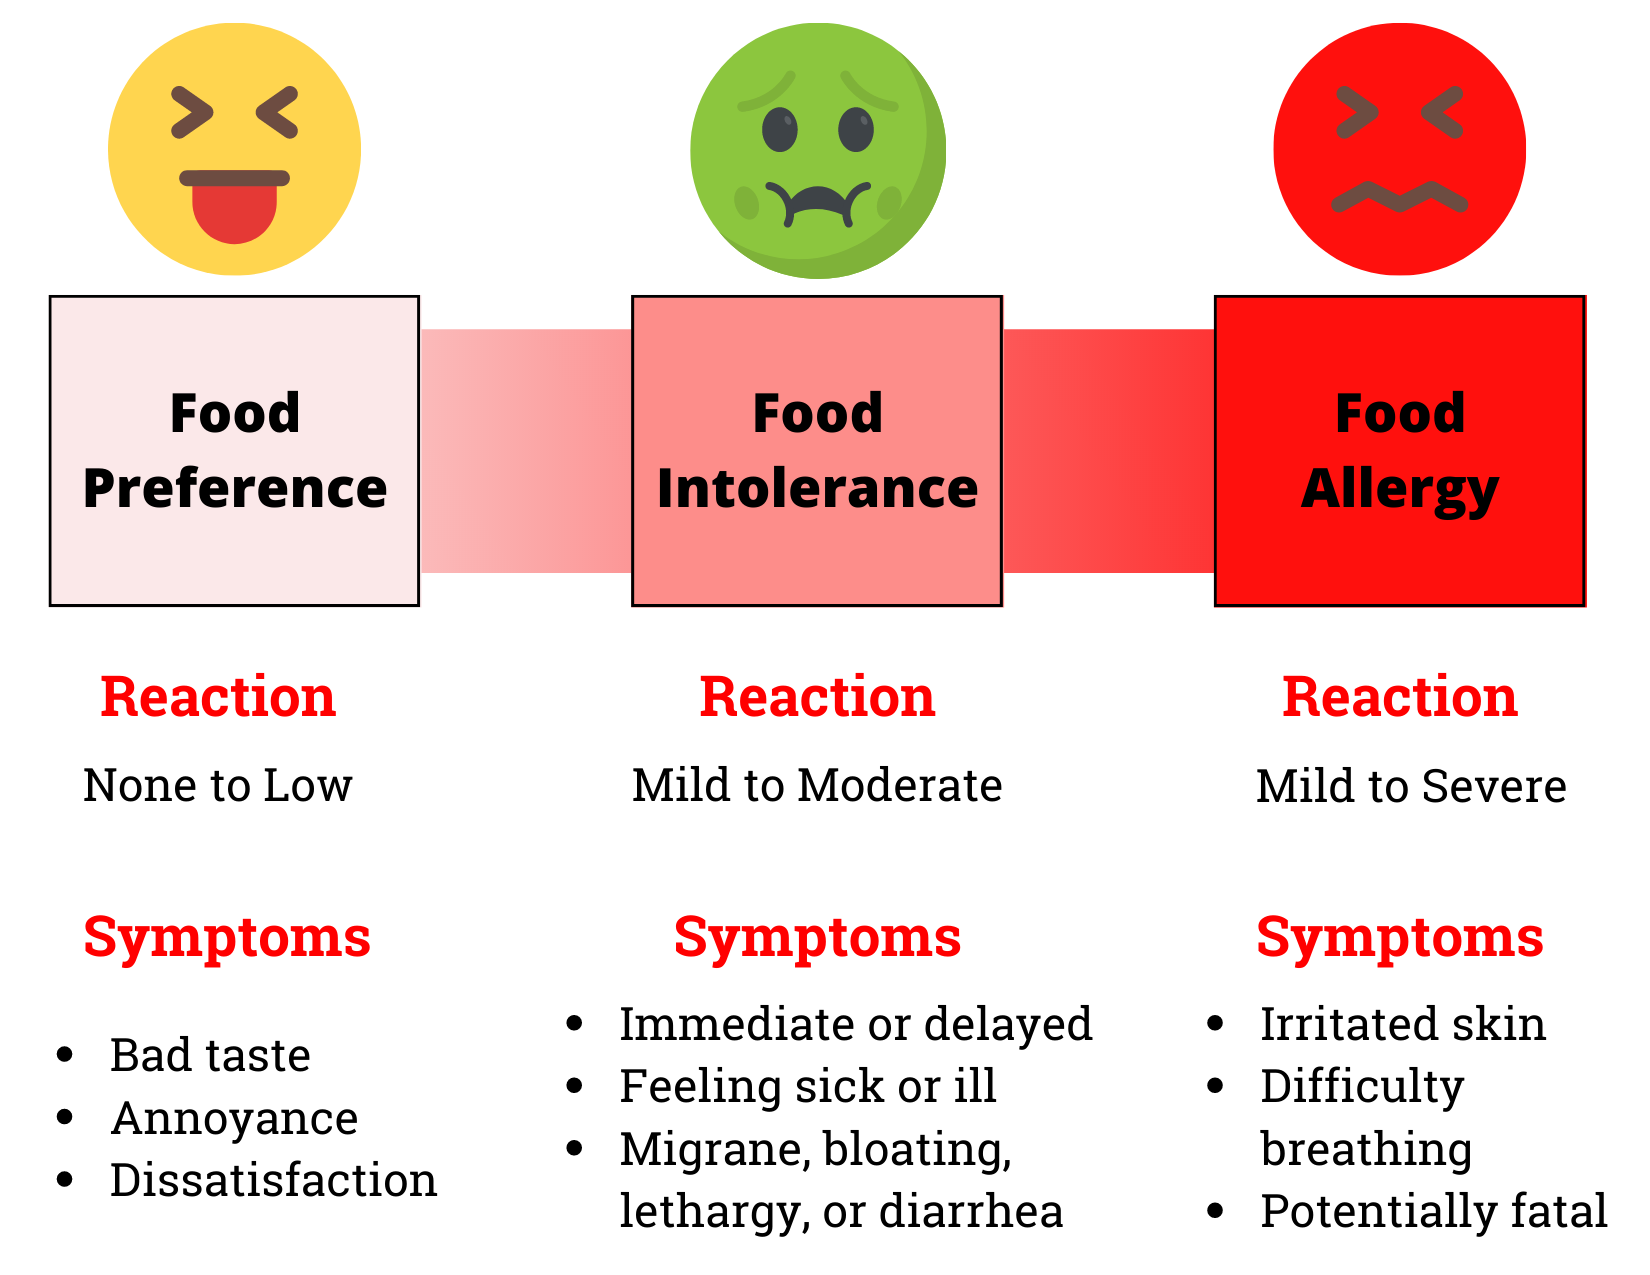 Food
Preference
Food
Intolerance
Food
Allergy
Reaction
None to Low
Reaction
Mild to Moderate
Reaction
Mild to Severe
Symptoms
• Bad taste
• Annoyance
• Dissatisfaction
Symptoms
• Immediate or delayed
• Feeling sick or ill
• Migrane, bloating,
lethargy, or diarrhea
Symptoms
• Irritated skin
• Difficulty
breathing
• Potentially fatal